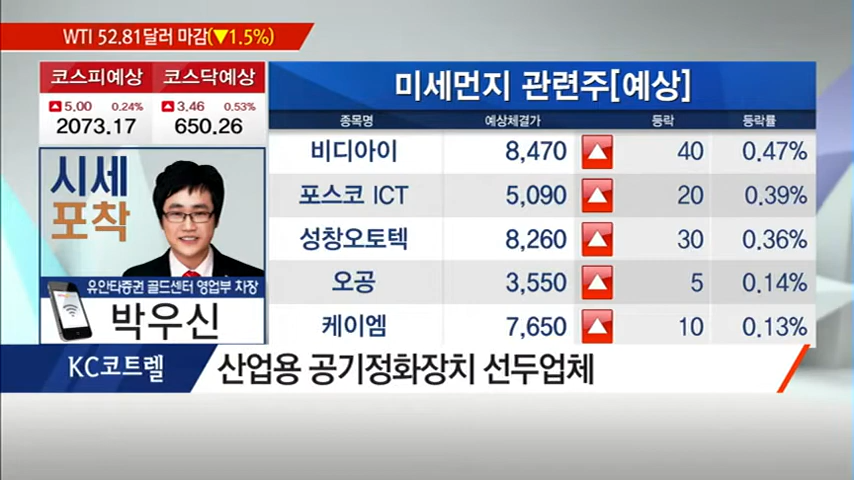 WTI 52.81달러 마감(▼1.5%)
코스피예상 코스닥예상
▲ 5.00 0.24% ▲ 3.46 0.53%
2073.17 650.26
시세
포착
유안타증권 골드센터 영업부 차장
박우신
미세먼지 관련주[예상]
종목명 예상체결가 등락 등락률
비디아이 8,470 ▲ 40 0.47%
포스코 ICT 5,090 ▲ 20 0.39%
성창오토텍 8,260 ▲ 30 0.36%
오공 3,550 ▲ 5 0.14%
케이엠 7,650 ▲ 10 0.13%
KC코트렐 산업용 공기정화장치 선두업체